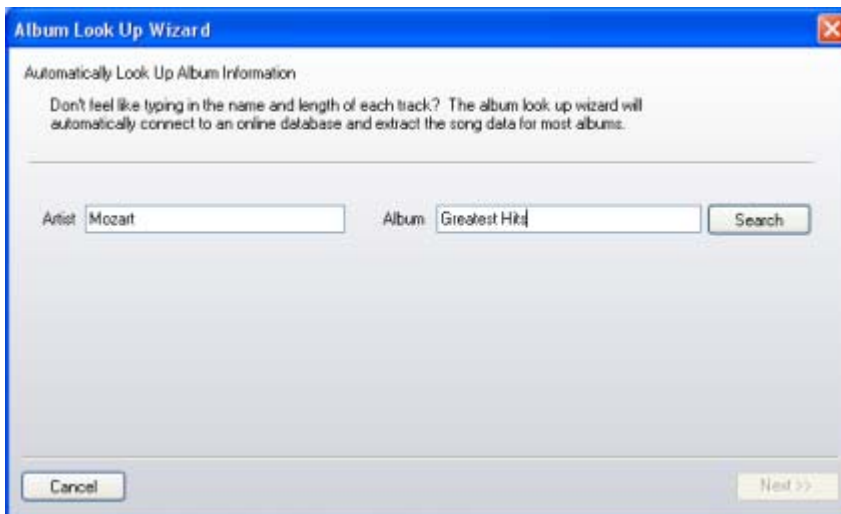 Album Look Up Wizard
Automatically Look Up Album Information
Don't feel like typing in the name and length of each track? The album look up wizard will
automatically connect to an online database and extract the song data for most albums.
Artist Mozart Album Greatest Hits Search
Cancel Next >>